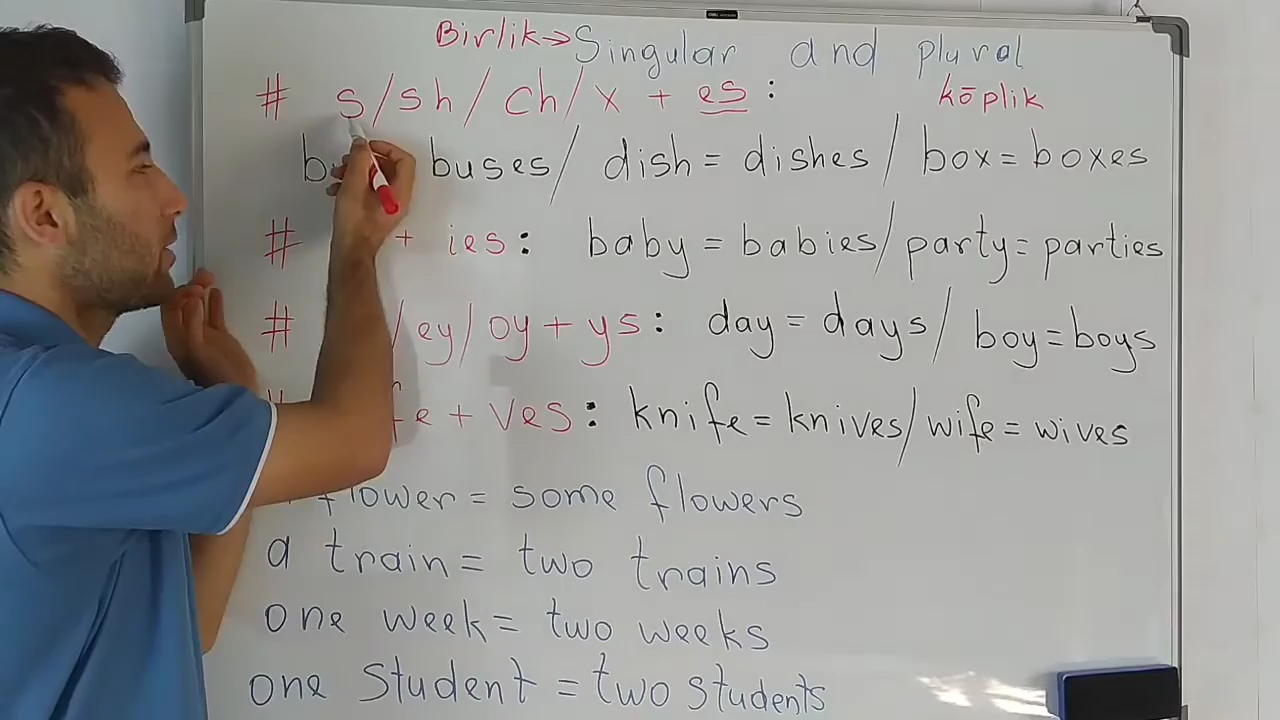 Birlik→ Singular and plural
kōplik
# s/sh/ch/x + es:
buses/ dish = dishes / box = boxes
# + ies: baby = babies/ party = parties
# /ey/oy + ys: day = days/ boy = boys
fe + ves: knife = knives/ wife = wives
flower = some flowers
a train = two trains
one week = two weeks
one student = two students